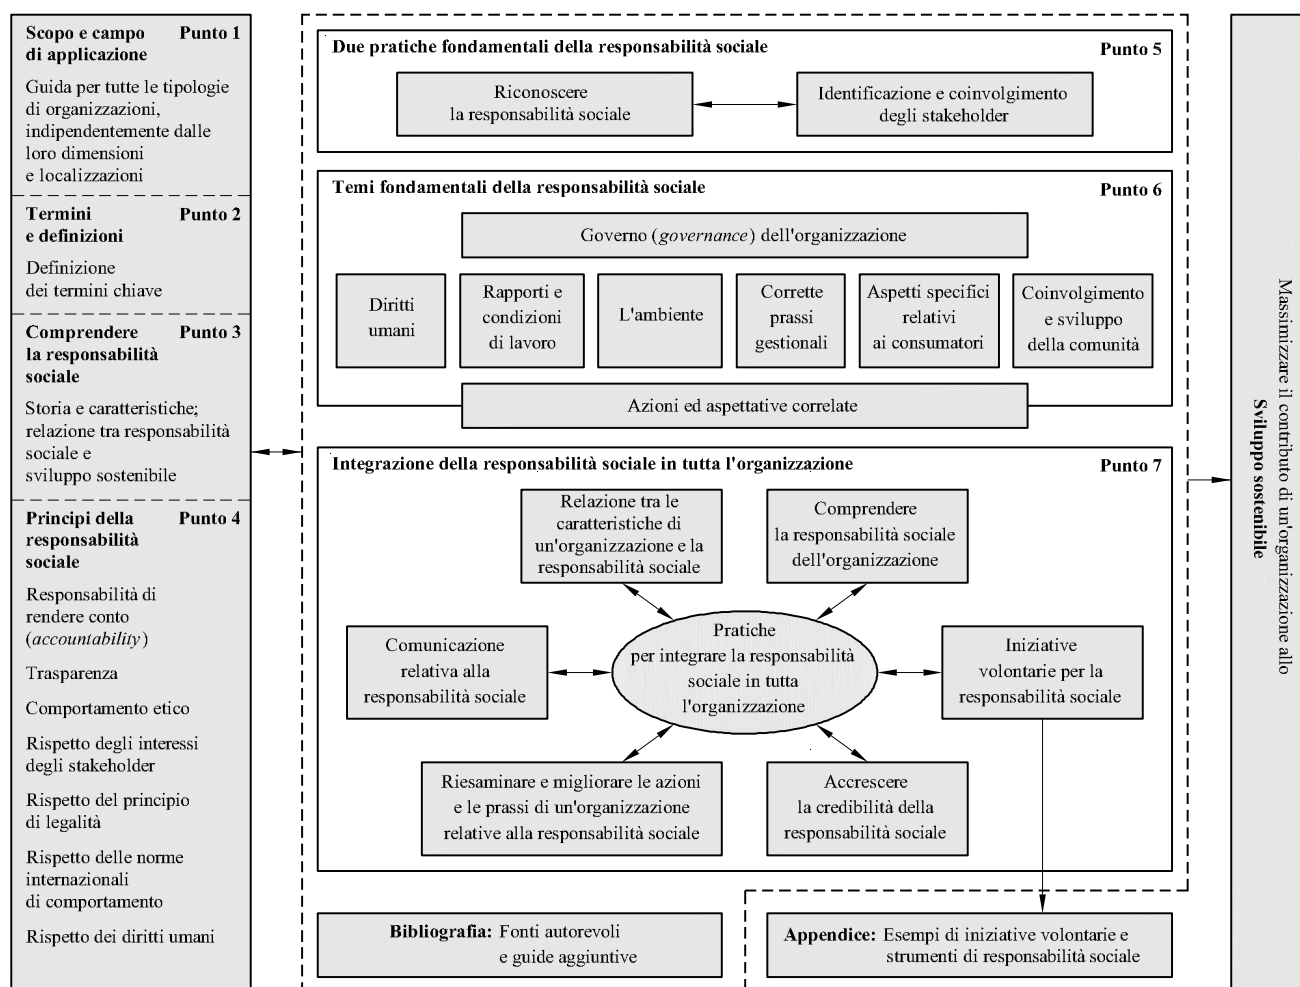 Scopo e campo Punto 1
di applicazione
Guida per tutte le tipologie
di organizzazioni,
indipendentemente dalle
loro dimensioni
e localizzazioni
Termini Punto 2
e definizioni
Definizione
dei termini chiave
Comprendere Punto 3
la responsabilità
sociale
Storia e caratteristiche;
relazione tra responsabilità
sociale e
sviluppo sostenibile
Principi della Punto 4
responsabilità
sociale
Responsabilità di
rendere conto
(accountability)
Trasparenza
Comportamento etico
Rispetto degli interessi
degli stakeholder
Rispetto del principio
di legalità
Rispetto delle norme
internazionali
di comportamento
Rispetto dei diritti umani
Due pratiche fondamentali della responsabilità sociale Punto 5
Riconoscere
la responsabilità sociale
Identificazione e coinvolgimento
degli stakeholder
Temi fondamentali della responsabilità sociale Punto 6
Governo (governance) dell'organizzazione
Diritti
umani
Rapporti e
condizioni
di lavoro
L'ambiente
Corrette
prassi
gestionali
Aspetti specifici
relativi
ai consumatori
Coinvolgimento
e sviluppo
della comunità
Azioni ed aspettative correlate
Integrazione della responsabilità sociale in tutta l'organizzazione Punto 7
Relazione tra le
caratteristiche di
un'organizzazione e la
responsabilità sociale
Comprendere
la responsabilità sociale
dell'organizzazione
Comunicazione
relativa alla
responsabilità sociale
Pratiche
per integrare la responsabilità
sociale in tutta
l'organizzazione
Iniziative
volontarie per la
responsabilità sociale
Riesaminare e migliorare le azioni
e le prassi di un'organizzazione
relative alla responsabilità sociale
Accrescere
la credibilità della
responsabilità sociale
Bibliografia: Fonti autorevoli
e guide aggiuntive
Appendice: Esempi di iniziative volontarie e
strumenti di responsabilità sociale
Massimizzare il contributo di un'organizzazione allo
Sviluppo sostenibile